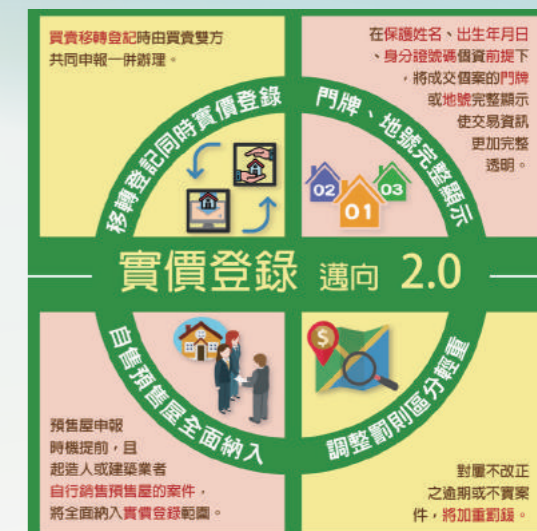 買賣移轉登記時由買賣雙方
共同申報一併辦理。
移轉登記同時實價登錄
在保護姓名、出生年月日
、身分證號碼個資前提下
，將成交個案的門牌
或地號完整顯示
使交易資訊
更加完整
透明。
門牌、地號完整顯示
02
01
03
實價登錄 邁向 2.0
自售預售屋全面納入
預售屋申報
時機提前，且
起造人或建築業者
自行銷售預售屋的案件，
將全面納入實價登錄範圍。
$
調整罰則區分輕重
對屢不改正
之逾期或不實案
件，將加重罰鍰。